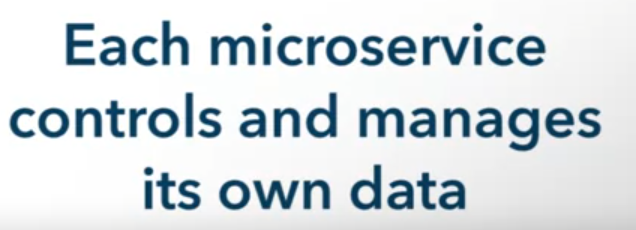 Each microservice
controls and manages
its own data